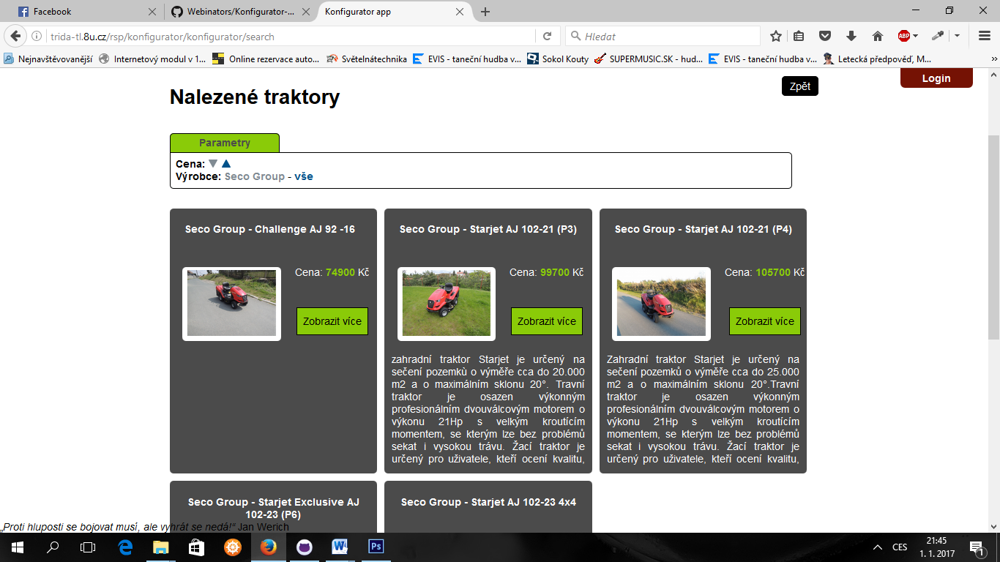 Facebook
Webinators/Konfigurator-...
Konfigurator app
trida-tl.8u.cz/rsp/konfigurator/konfigurator/search
Hledat
ABP
Nejnavštěvovanější
Internetový modul v 1...
Online rezervace auto...
Světelnátechnika
EVIS - taneční hudba v...
Sokol Kouty
SUPERMUSIC.SK - hud...
EVIS - taneční hudba v...
Letecká předpověď, M...
Login
Zpět
Nalezené traktory
Parametry
Cena:
Výrobce: Seco Group - vše
Seco Group - Challenge AJ 92 -16
Cena: 74900 Kč
Zobrazit více
Seco Group - Starjet AJ 102-21 (P3)
Cena: 99700 Kč
Zobrazit více
zahradní traktor Starjet je určený na
sečení pozemků o výměře cca do 20.000
m2 a o maximálním sklonu 20°. Travní
traktor je osazen výkonným
profesionálním dvouválcovým motorem o
výkonu 21Hp s velkým kroutícím
momentem, se kterým lze bez problémů
sekat i vysokou trávu. Žací traktor je
určený pro uživatele, kteří ocení kvalitu,
Seco Group - Starjet AJ 102-21 (P4)
Cena: 105700 Kč
Zobrazit více
Zahradní traktor Starjet je určený na
sečení pozemků o výměře cca do 25.000
m2 a o maximálním sklonu 20°.Travní
traktor je osazen výkonným
profesionálním dvouválcovým motorem o
výkonu 21Hp s velkým kroutícím
momentem, se kterým lze bez problémů
sekat i vysokou trávu. Žací traktor je
určený pro uživatele, kteří ocení kvalitu,
Seco Group - Starjet Exclusive AJ
102-23 (P6)
Seco Group - Starjet AJ 102-23 4x4
„Proti hluposti se bojovat musí, ale vyhrát se nedá!“ Jan Werich
CES
21:45
1. 1. 2017
1